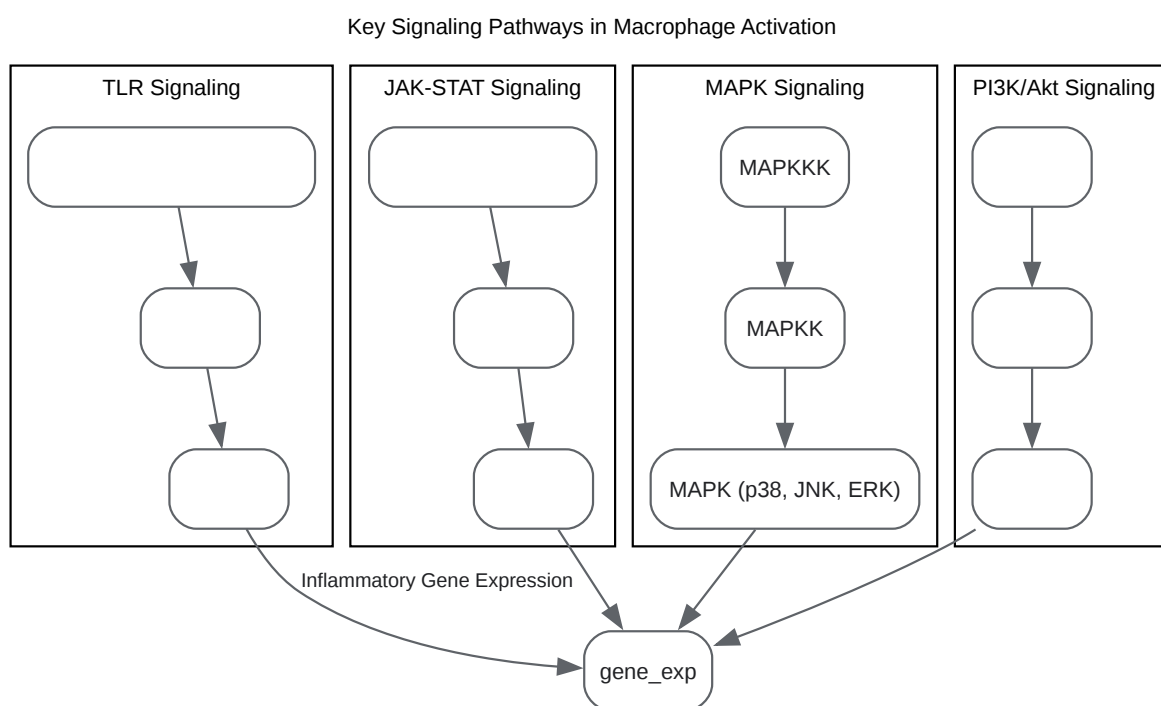 Key Signaling Pathways in Macrophage Activation
TLR Signaling
JAK-STAT Signaling
MAPK Signaling
PI3K/Akt Signaling
MAPKKK
MAPKK
MAPK (p38, JNK, ERK)
Inflammatory Gene Expression
gene_exp